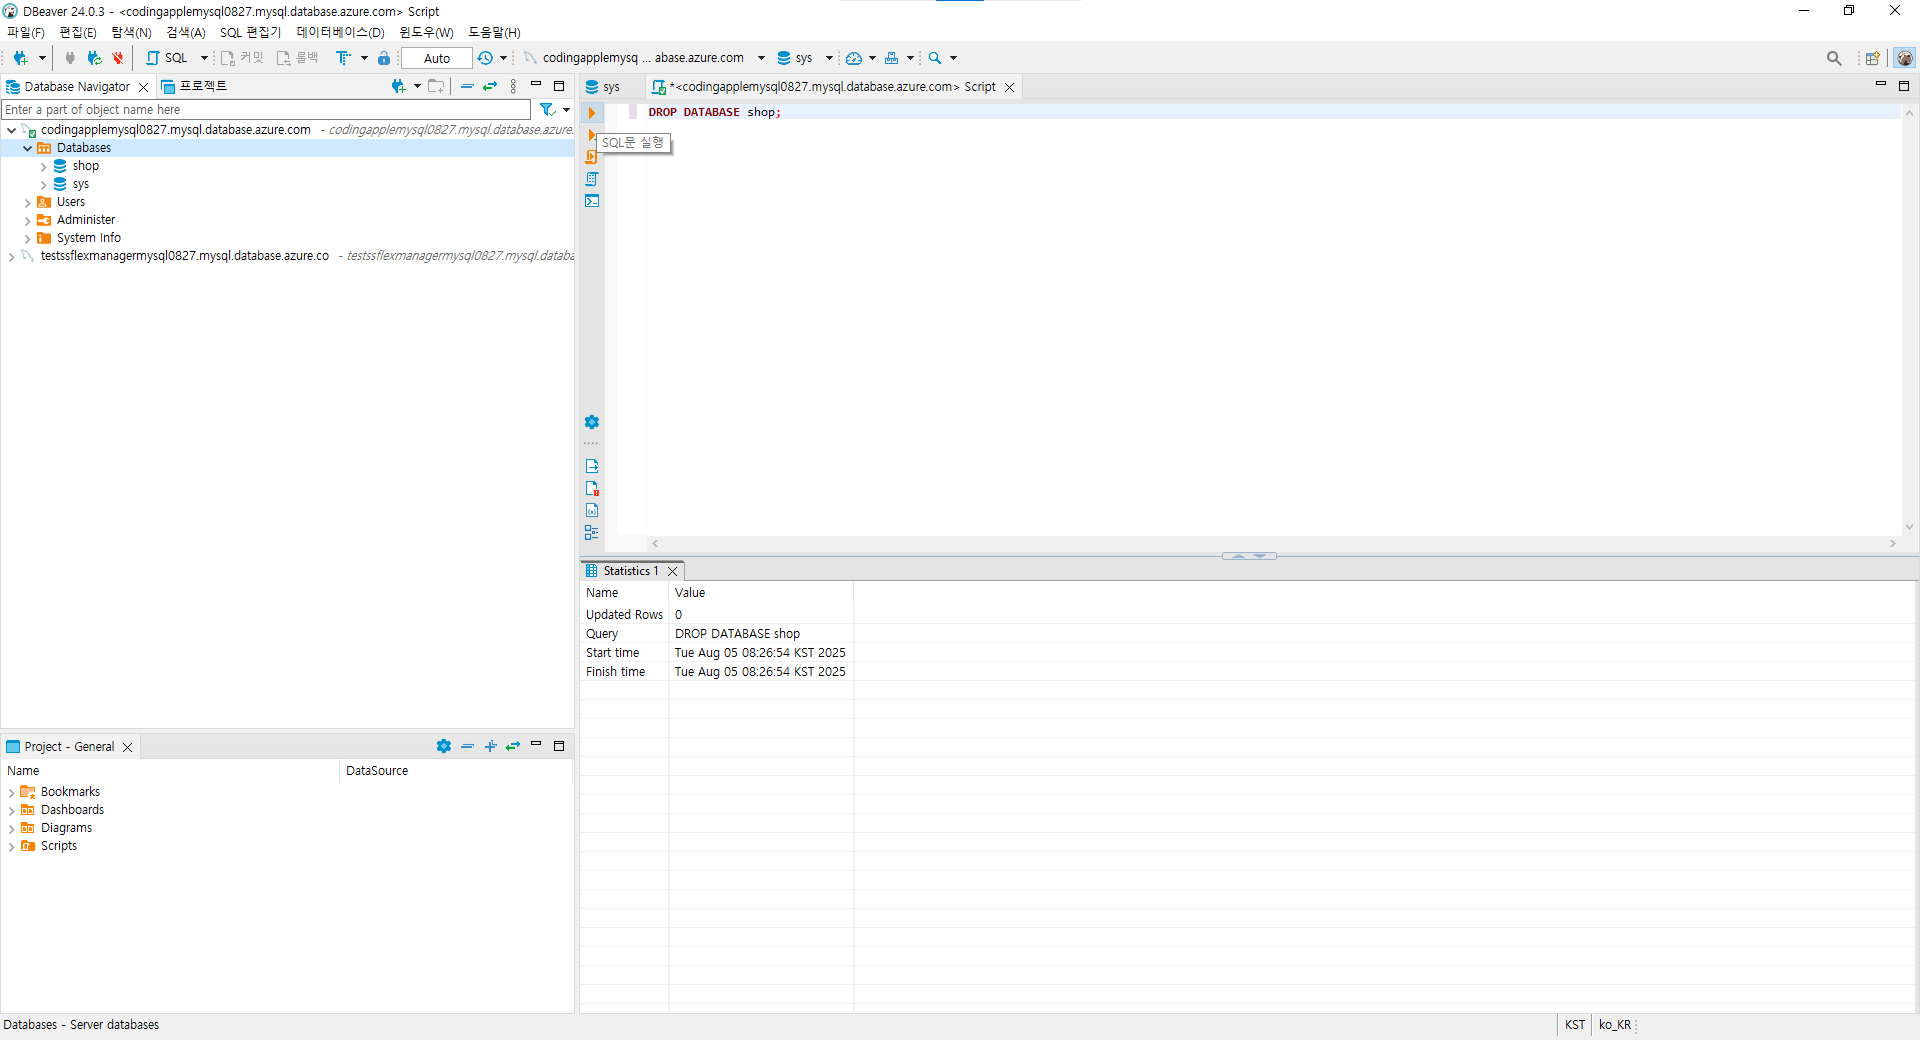 DBeaver 24.0.3 - <codingapplemysql0827.mysql.database.azure.com> Script
파일(F) 편집(E) 탐색(N) 검색(A) SQL 편집기 데이터베이스(D) 윈도우(W) 도움말(H)
SQL 커밋 롤백 Auto codingapplemysq ... abase.azure.com sys
Database Navigator 프로젝트
Enter a part of object name here
codingapplemysql0827.mysql.database.azure.com - codingapplemysql0827.mysql.database.azure.
Databases
shop
sys
Users
Administer
System Info
testssflexmanagermysql0827.mysql.database.azure.co - testssflexmanagermysql0827.mysql.databa
sys *<codingapplemysql0827.mysql.database.azure.com> Script
DROP DATABASE shop;
SQL문 실행
Statistics 1
Name Value
Updated Rows 0
Query DROP DATABASE shop
Start time Tue Aug 05 08:26:54 KST 2025
Finish time Tue Aug 05 08:26:54 KST 2025
Project - General
Name DataSource
Bookmarks
Dashboards
Diagrams
Scripts
Databases - Server databases
KST ko_KR